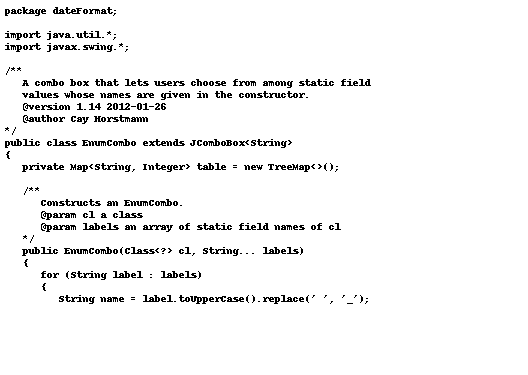 package dateFormat;
import java.util.*;
import javax.swing.*;
/**
A combo box that lets users choose from among static field
values whose names are given in the constructor.
@version 1.14 2012-01-26
@author Cay Horstmann
*/
public class EnumCombo extends JComboBox<String>
{
private Map<String, Integer> table = new TreeMap<>();
/**
Constructs an EnumCombo.
@param cl a class
@param labels an array of static field names of cl
*/
public EnumCombo(Class<?> cl, String... labels)
{
for (String label : labels)
{
String name = label.toUpperCase().replace(' ', '_');